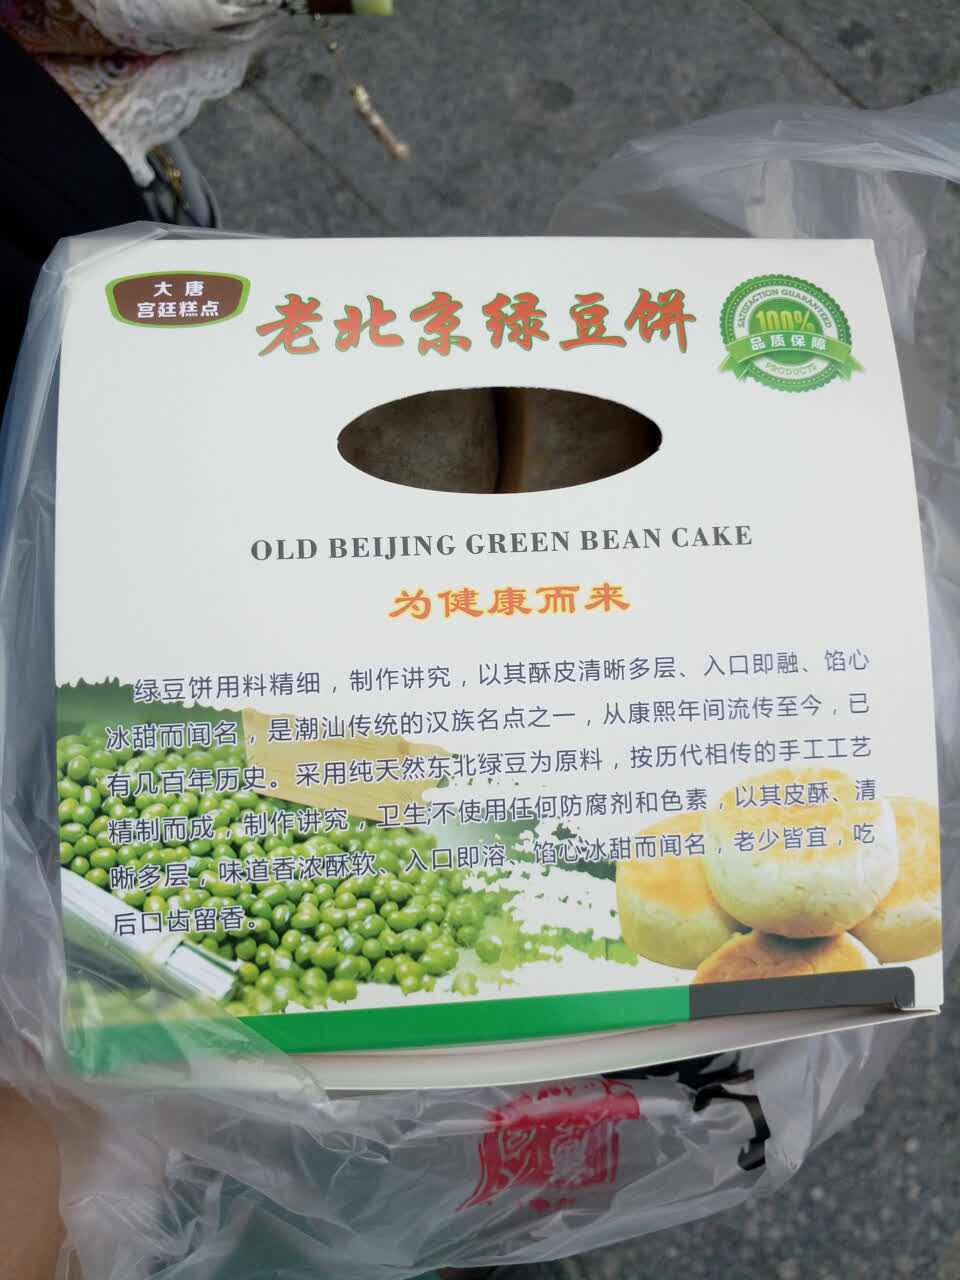 大唐
宫廷糕点
老北京绿豆饼
SATISFACTION GUARANTEED
100%
品质保障
PRODUCTS
OLD BEIJING GREEN BEAN CAKE
为健康而来
绿豆饼用料精细，制作讲究，以其酥皮清晰多层、入口即融、馅心
冰甜而闻名，是潮汕传统的汉族名点之一，从康熙年间流传至今，已
有几百年历史。采用纯天然东北绿豆为原料，按历代相传的手工工艺
精制而成，制作讲究，卫生;不使用任何防腐剂和色素，以其皮酥、清
晰多层，味道香浓酥软、入口即溶、馅心冰甜而闻名，老少皆宜，吃
后口齿留香。